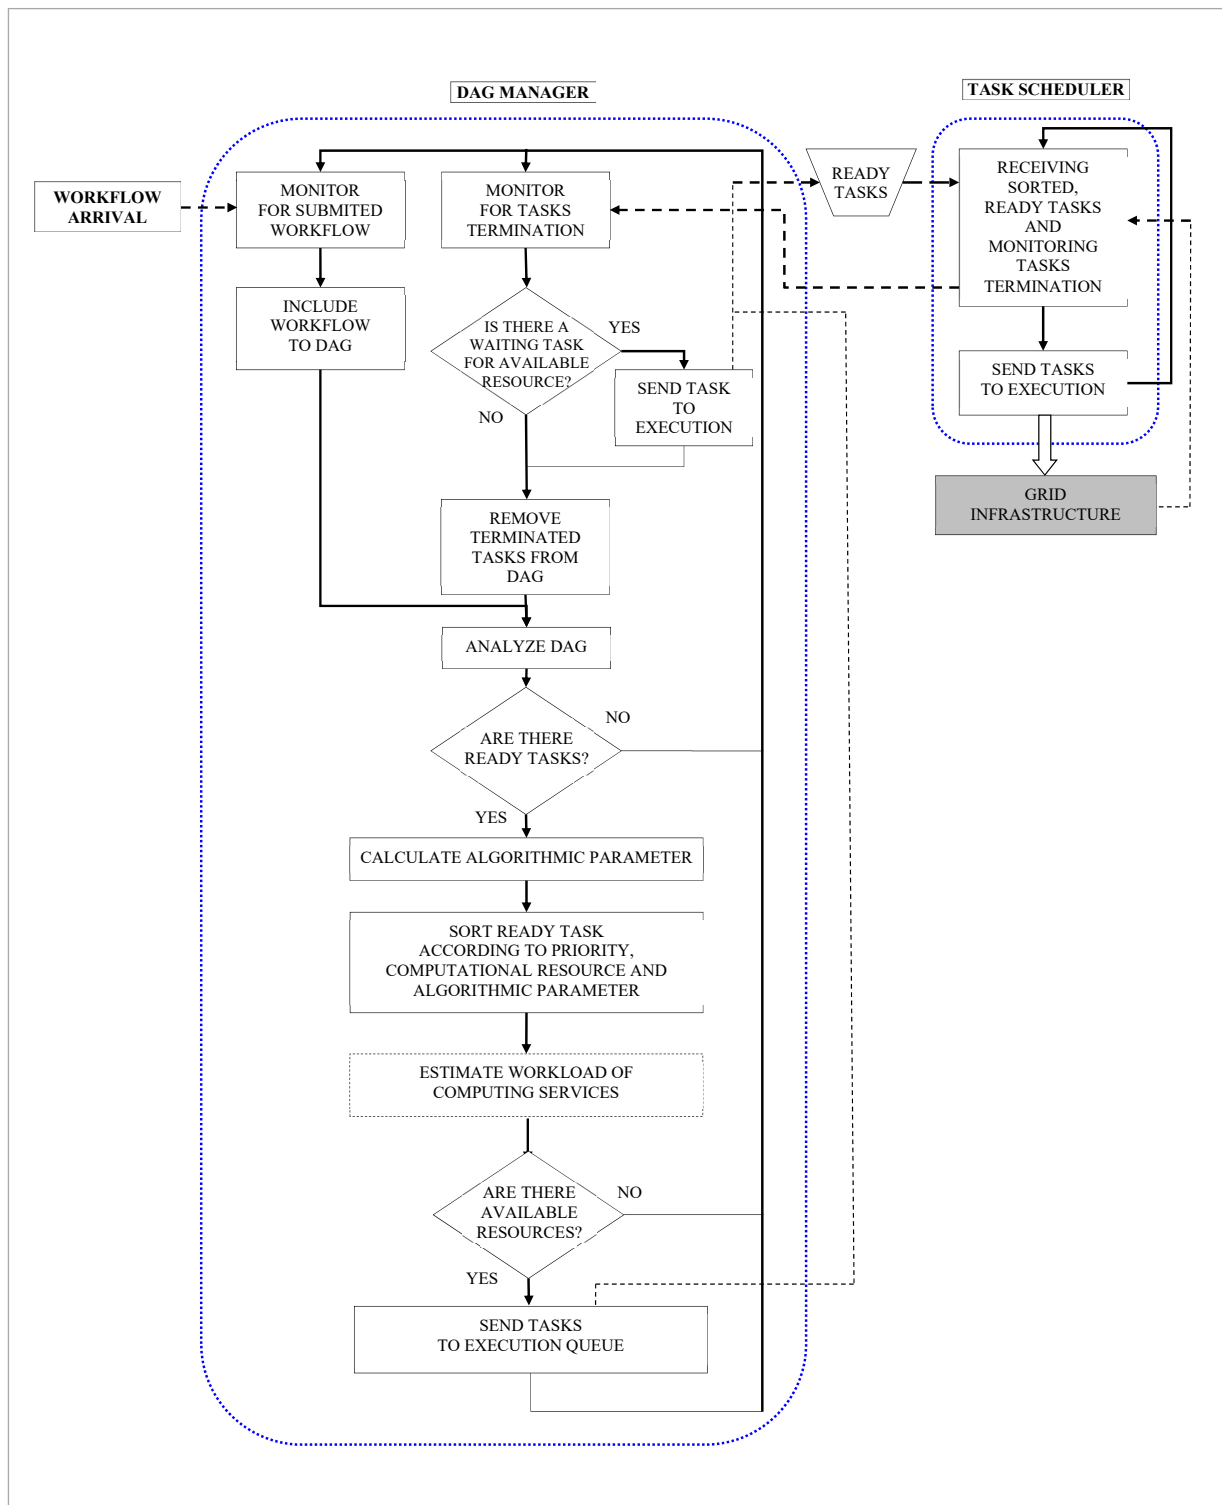 DAG MANAGER
TASK SCHEDULER
WORKFLOW
ARRIVAL
MONITOR
FOR SUBMITED
WORKFLOW
MONITOR
FOR TASKS
TERMINATION
READY
TASKS
RECEIVING
SORTED,
READY TASKS
AND
MONITORING
TASKS
TERMINATION
INCLUDE
WORKFLOW
TO DAG
IS THERE A
WAITING TASK
FOR AVAILABLE
RESOURCE?
YES
NO
SEND TASK
TO
EXECUTION
SEND TASKS
TO EXECUTION
GRID
INFRASTRUCTURE
REMOVE
TERMINATED
TASKS FROM
DAG
ANALYZE DAG
ARE THERE
READY TASKS?
NO
YES
CALCULATE ALGORITHMIC PARAMETER
SORT READY TASK
ACCORDING TO PRIORITY,
COMPUTATIONAL RESOURCE AND
ALGORITHMIC PARAMETER
ESTIMATE WORKLOAD OF
COMPUTING SERVICES
ARE THERE
AVAILABLE
RESOURCES?
NO
YES
SEND TASKS
TO EXECUTION QUEUE